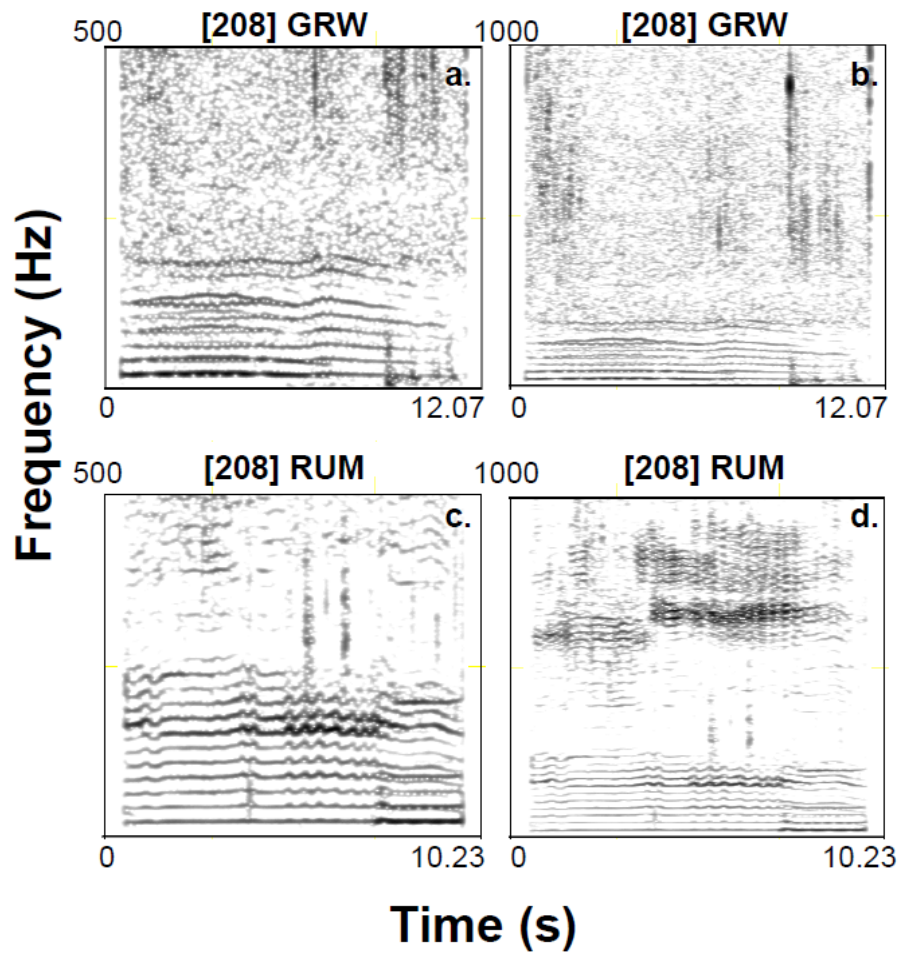 500 [208] GRW 1000 [208] GRW
a. b.
0 12.07 0 12.07
Frequency (Hz)
500 [208] RUM 1000 [208] RUM
c. d.
0 10.23 0 10.23
Time (s)